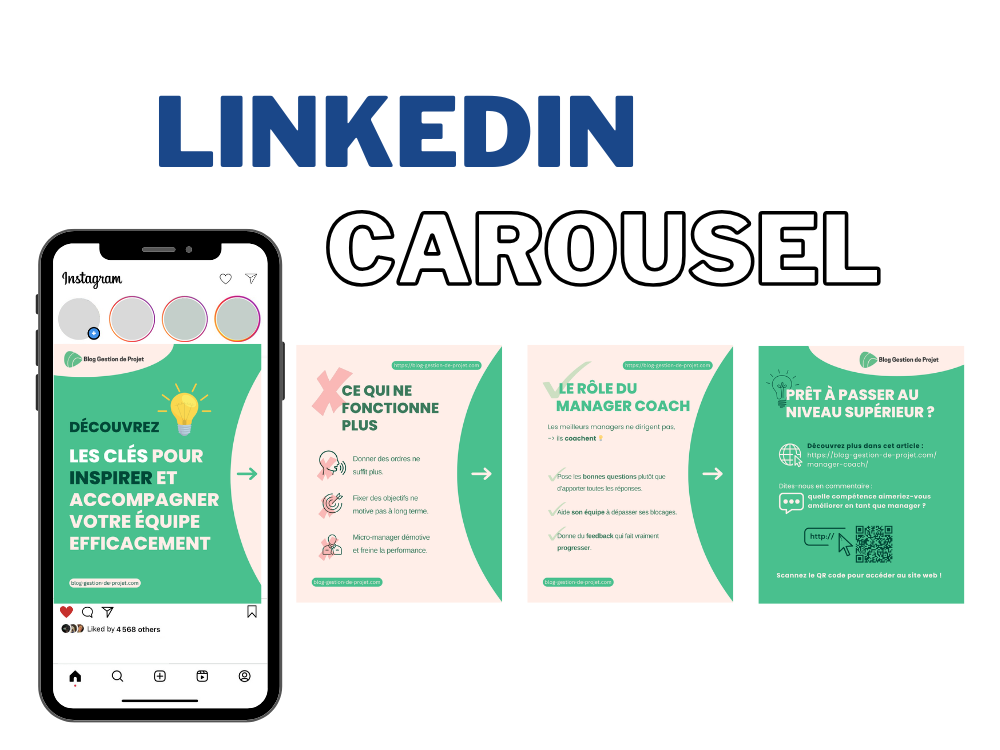 LINKEDIN
CAROUSEL
Instagram
Blog Gestion de Projet
DÉCOUVREZ
LES CLÉS POUR
INSPIRER ET
ACCOMPAGNER
VOTRE ÉQUIPE
EFFICACEMENT
blog-gestion-de-projet.com
Liked by 4 568 others
https://blog-gestion-de-projet.com
CE QUI NE
FONCTIONNE
PLUS
Donner des ordres ne
suffit plus.
Fixer des objectifs ne
motive pas à long terme.
Micro-manager démotive
et freine la performance.
blog-gestion-de-projet.com
https://blog-gestion-de-projet.com
LE RÔLE DU
MANAGER COACH
Les meilleurs managers ne dirigent pas,
-> ils coachent
Pose les bonnes questions plutôt que
d'apporter toutes les réponses.
Aide son équipe à dépasser ses blocages.
Donne du feedback qui fait vraiment
progresser.
blog-gestion-de-projet.com
Blog Gestion de Projet
PRÊT À PASSER AU
NIVEAU SUPÉRIEUR ?
Découvrez plus dans cet article :
https://blog-gestion-de-projet.com/
manager-coach/
Dites-nous en commentaire :
quelle compétence aimeriez-vous
améliorer en tant que manager ?
http://
Scannez le QR code pour accéder au site web !